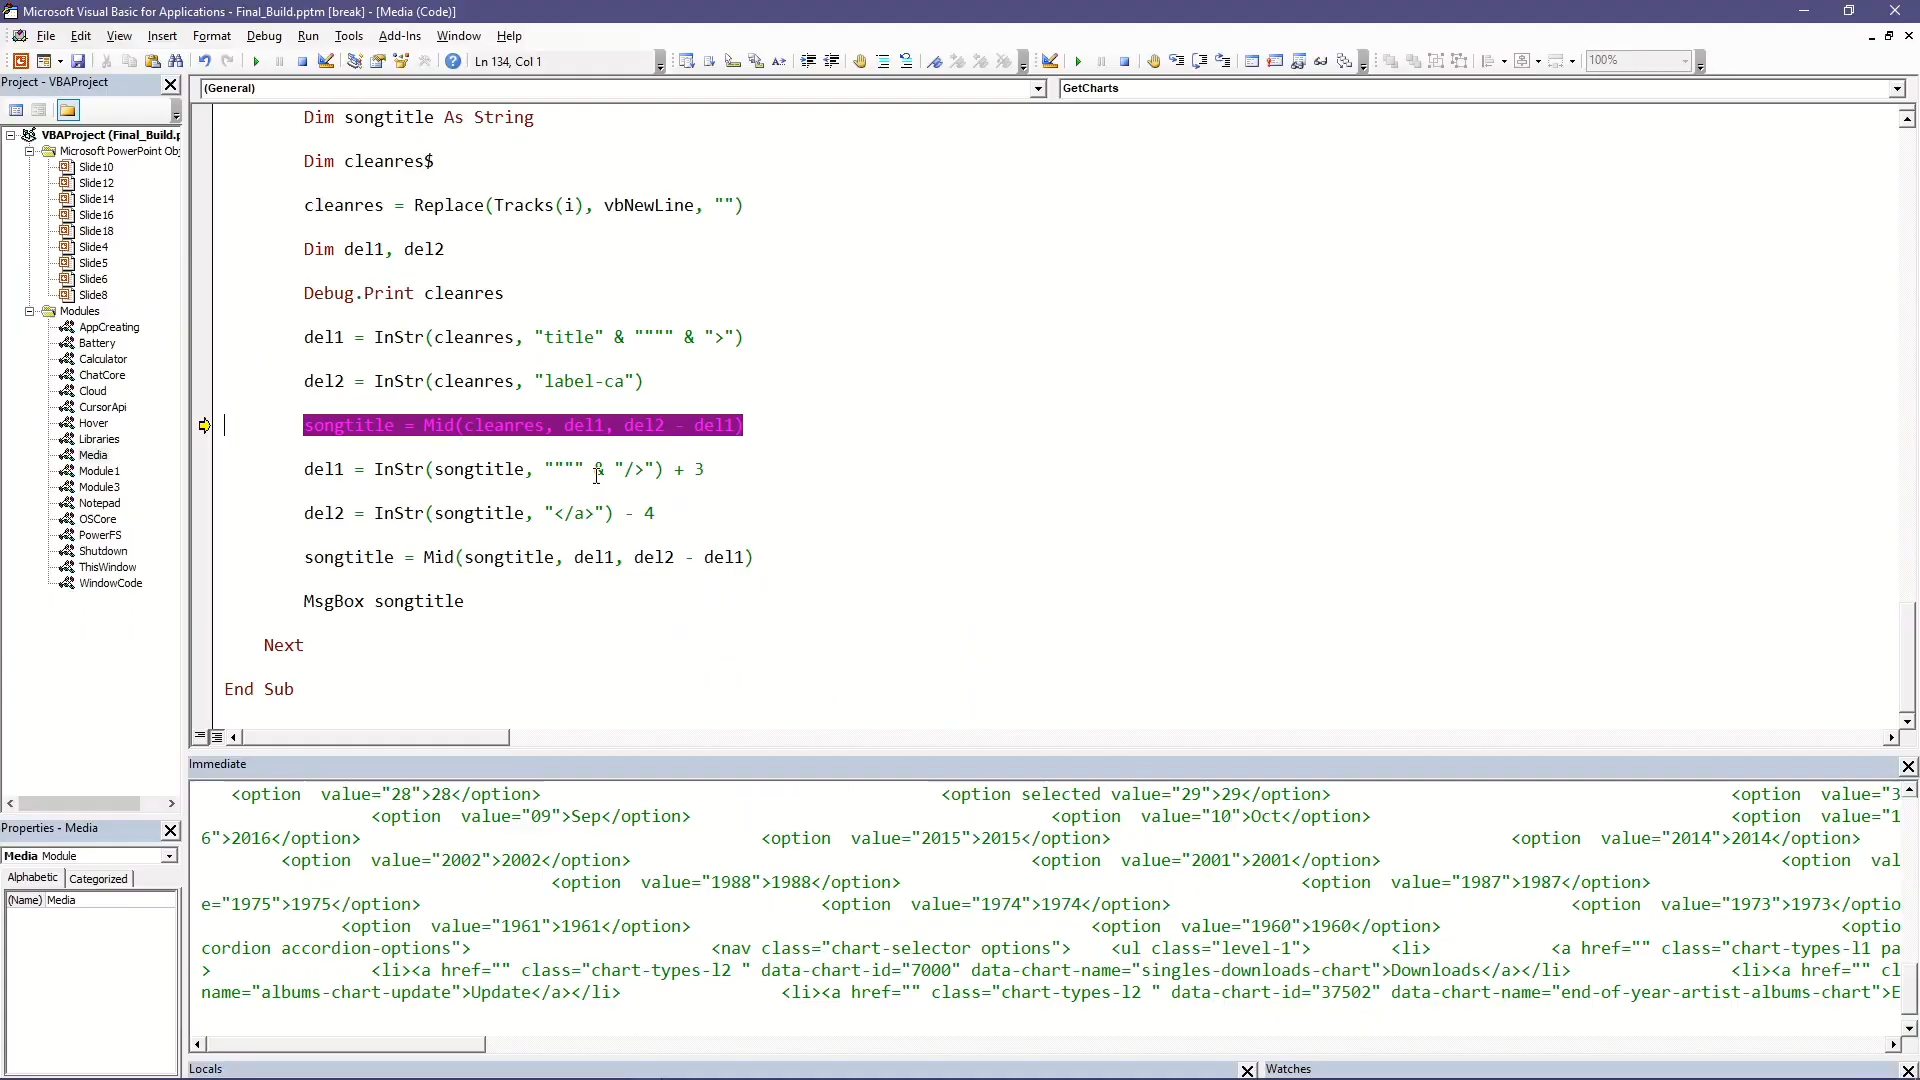 Microsoft Visual Basic for Applications - Final_Build.pptm [break] - [Media (Code)]
File Edit View Insert Format Debug Run Tools Add-Ins Window Help
Ln 134, Col 1
100%
Project - VBAProject
(General)
GetCharts
VBAProject (Final_Build.p
Microsoft PowerPoint Obj
Slide10
Slide12
Slide14
Slide16
Slide18
Slide4
Slide5
Slide6
Slide8
Modules
AppCreating
Battery
Calculator
ChatCore
Cloud
CursorApi
Hover
Libraries
Media
Module1
Module3
Notepad
OSCore
PowerFS
Shutdown
ThisWindow
WindowCode
Dim songtitle As String
Dim cleanres$
cleanres = Replace(Tracks(i), vbNewLine, "")
Dim del1, del2
Debug.Print cleanres
del1 = InStr(cleanres, "title" & """" & ">")
del2 = InStr(cleanres, "label-ca")
songtitle = Mid(cleanres, del1, del2 - del1)
del1 = InStr(songtitle, """" & "/>") + 3
del2 = InStr(songtitle, "</a>") - 4
songtitle = Mid(songtitle, del1, del2 - del1)
MsgBox songtitle
Next
End Sub
Properties - Media
Media Module
Alphabetic Categorized
(Name) Media
Immediate
<option value="28">28</option> <option selected value="29">29</option> <option value="3
<option value="09">Sep</option> <option value="10">Oct</option> <option value="1
6">2016</option> <option value="2015">2015</option> <option value="2014">2014</option>
<option value="2002">2002</option> <option value="2001">2001</option> <option val
<option value="1988">1988</option> <option value="1987">1987</option>
e="1975">1975</option> <option value="1974">1974</option> <option value="1973">1973</optio
<option value="1961">1961</option> <option value="1960">1960</option> <optio
cordion accordion-options"> <nav class="chart-selector options"> <ul class="level-1"> <li> <a href="" class="chart-types-l1 pa
> <li><a href="" class="chart-types-l2 " data-chart-id="7000" data-chart-name="singles-downloads-chart">Downloads</a></li> <li><a href="" cl
name="albums-chart-update">Update</a></li> <li><a href="" class="chart-types-l2 " data-chart-id="37502" data-chart-name="end-of-year-artist-albums-chart">E
Locals
Watches